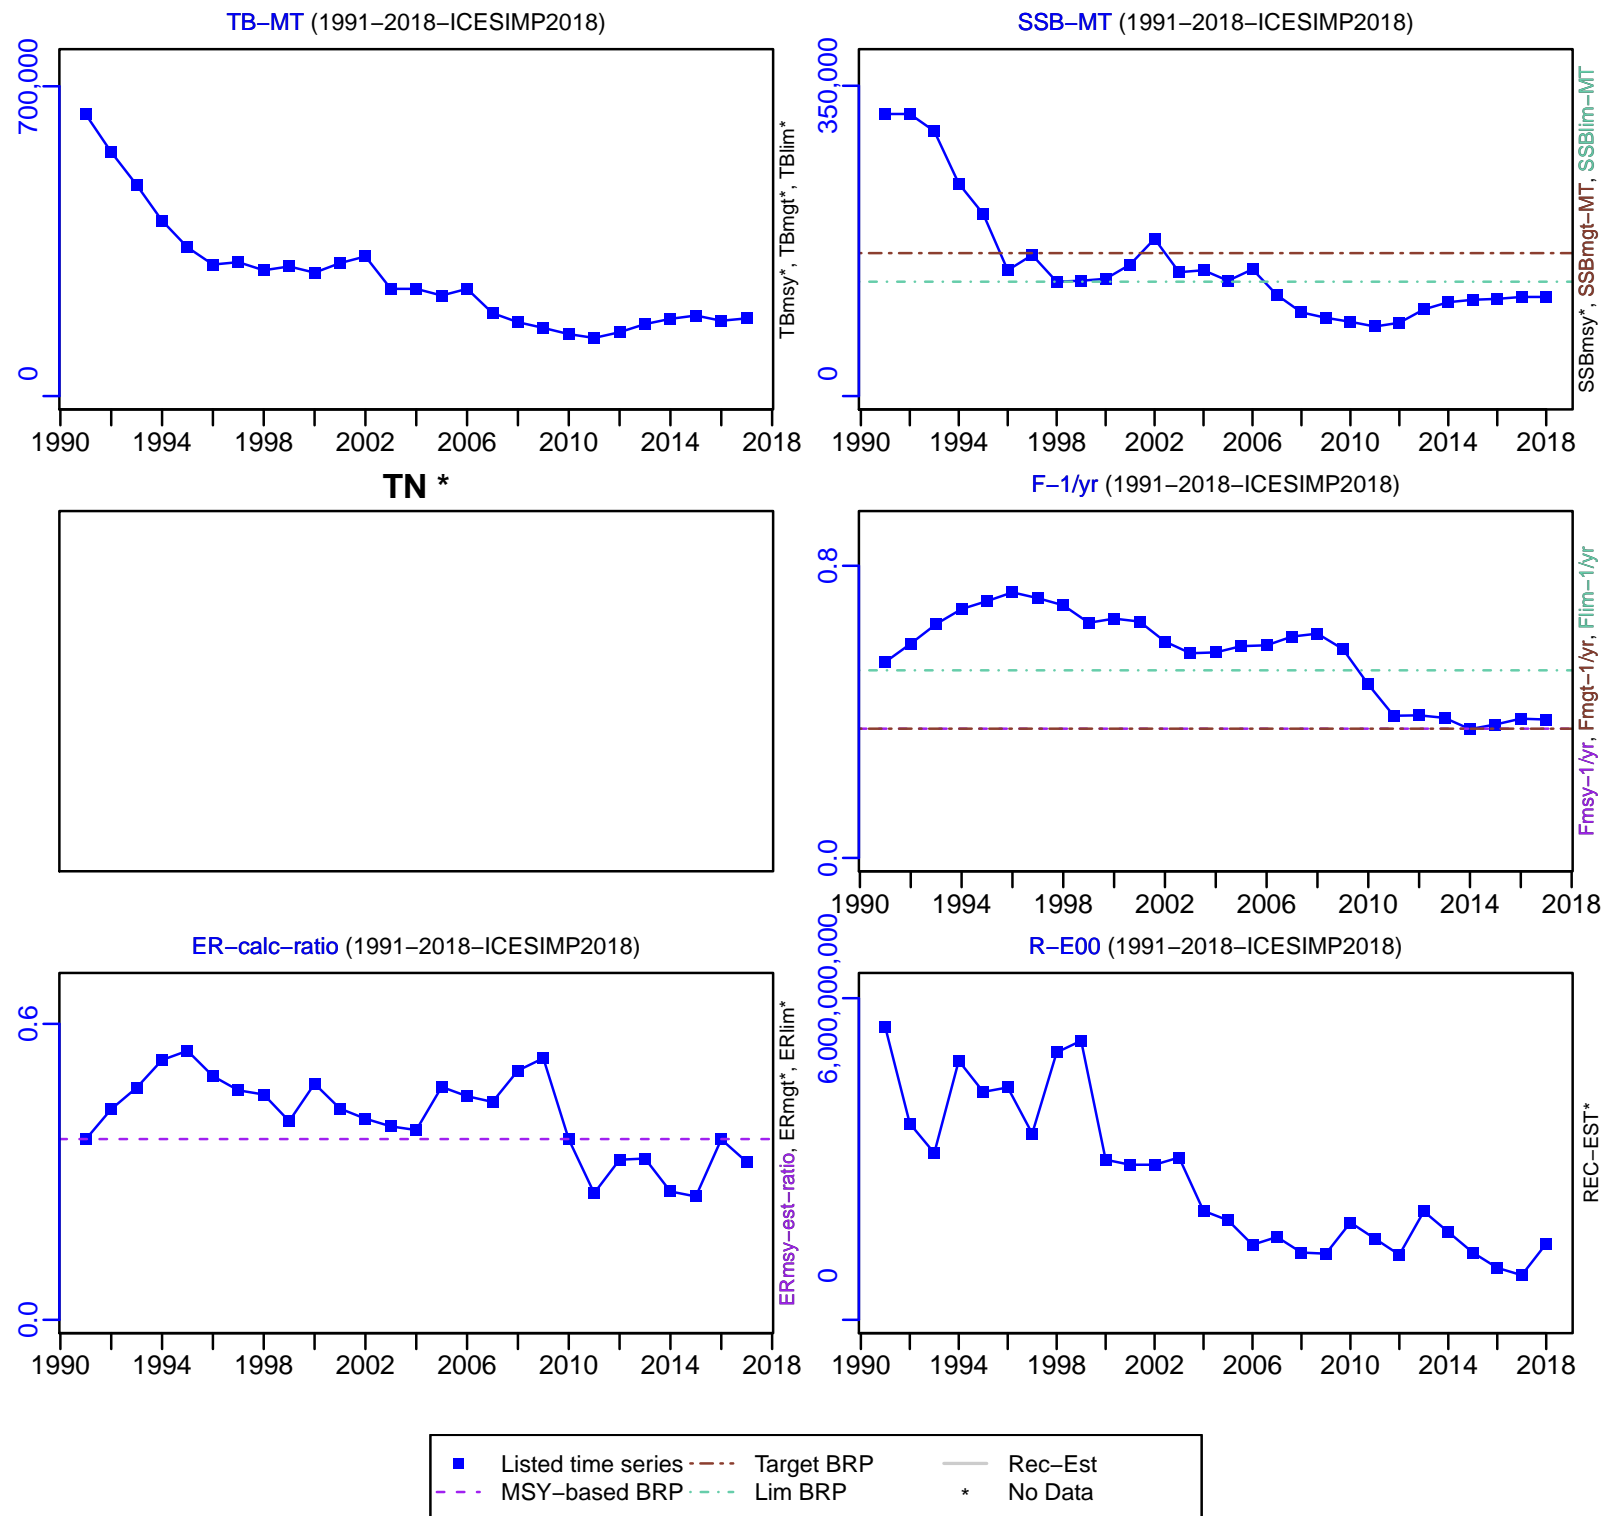 TB−MT (1991−2018−ICESIMP2018)
700,000
0
TBmsy*, TBmgt*, TBlim*
1990 1994 1998 2002 2006 2010 2014 2018
SSB−MT (1991−2018−ICESIMP2018)
350,000
0
SSBmsy*, SSBmgt−MT, SSBlim−MT
1990 1994 1998 2002 2006 2010 2014 2018
TN *
F−1/yr (1991−2018−ICESIMP2018)
0.8
0.0
Fmsy−1/yr, Fmgt−1/yr, Flim−1/yr
1990 1994 1998 2002 2006 2010 2014 2018
ER−calc−ratio (1991−2018−ICESIMP2018)
0.6
0.0
ERmsy−est−ratio, ERmgt*, ERlim*
1990 1994 1998 2002 2006 2010 2014 2018
R−E00 (1991−2018−ICESIMP2018)
6,000,000,000
0
REC−EST*
1990 1994 1998 2002 2006 2010 2014 2018
Listed time series Target BRP Rec−Est
MSY−based BRP Lim BRP * No Data